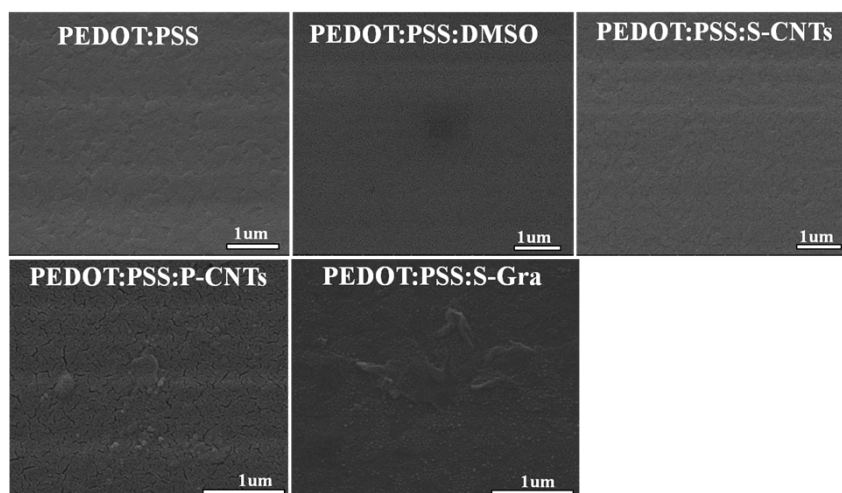 PEDOT:PSS
1um
PEDOT:PSS:DMSO
1um
PEDOT:PSS:S-CNTs
1um
PEDOT:PSS:P-CNTs
1um
PEDOT:PSS:S-Gra
1um